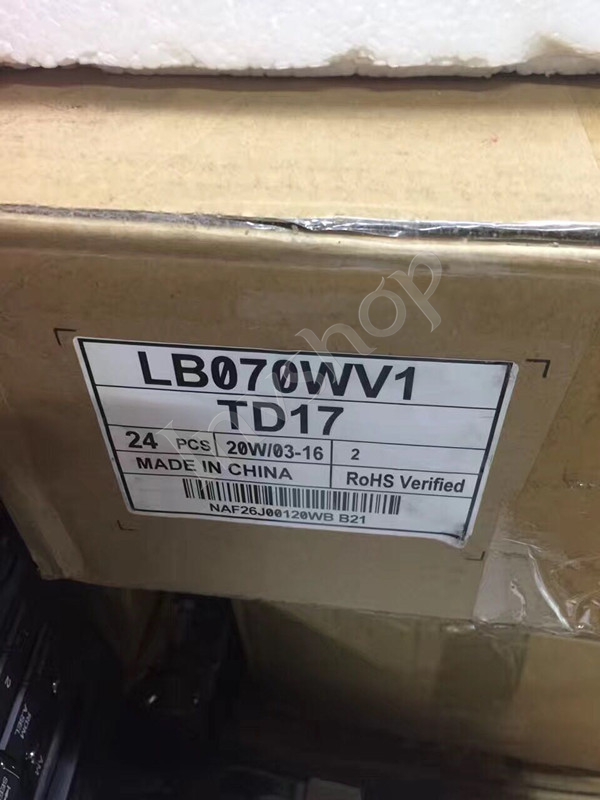 LB070WV1
TD17
24 PCS 20W/03-16 2
MADE IN CHINA RoHS Verified
NAF26J00120WB B21